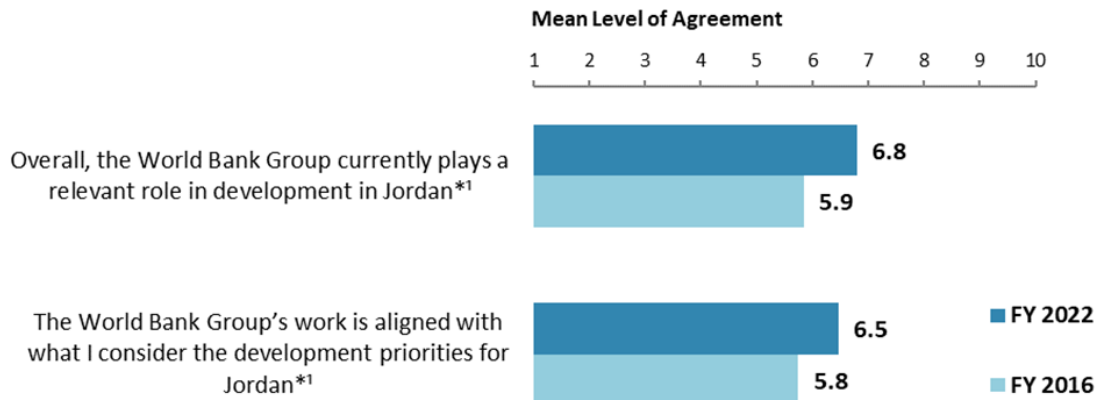 Mean Level of Agreement
1 2 3 4 5 6 7 8 9 10
Overall, the World Bank Group currently plays a
relevant role in development in Jordan*¹
6.8
5.9
The World Bank Group’s work is aligned with
what I consider the development priorities for
Jordan*¹
6.5
5.8
FY 2022
FY 2016